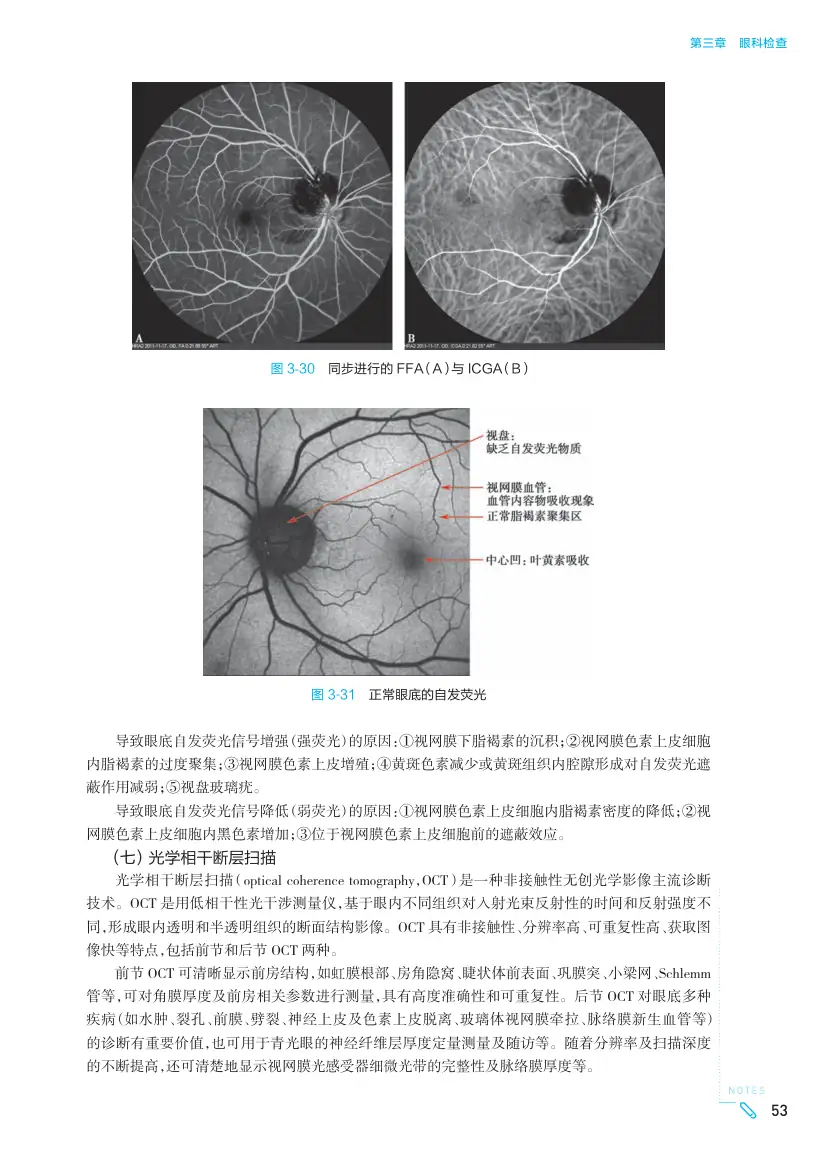 第三章 眼科检查
A
B
HRA2 2011-11-17, OD, FA 0:21.89 55° ART
HRA2 2011-11-17, OD, ICGA 0:21.82 55° ART
图 3-30 同步进行的 FFA（A）与 ICGA（B）
视盘：
缺乏自发荧光物质
视网膜血管：
血管内容物吸收现象
正常脂褐素聚集区
中心凹：叶黄素吸收
图 3-31 正常眼底的自发荧光
导致眼底自发荧光信号增强（强荧光）的原因：①视网膜下脂褐素的沉积；②视网膜色素上皮细胞
内脂褐素的过度聚集；③视网膜色素上皮增殖；④黄斑色素减少或黄斑组织内腔隙形成对自发荧光遮
蔽作用减弱；⑤视盘玻璃疣。
导致眼底自发荧光信号降低（弱荧光）的原因：①视网膜色素上皮细胞内脂褐素密度的降低；②视
网膜色素上皮细胞内黑色素增加；③位于视网膜色素上皮细胞前的遮蔽效应。
（七）光学相干断层扫描
光学相干断层扫描（optical coherence tomography，OCT）是一种非接触性无创光学影像主流诊断
技术。OCT 是用低相干性光干涉测量仪，基于眼内不同组织对入射光束反射性的时间和反射强度不
同，形成眼内透明和半透明组织的断面结构影像。OCT 具有非接触性、分辨率高、可重复性高、获取图
像快等特点，包括前节和后节 OCT 两种。
前节 OCT 可清晰显示前房结构，如虹膜根部、房角隐窝、睫状体前表面、巩膜突、小梁网、Schlemm
管等，可对角膜厚度及前房相关参数进行测量，具有高度准确性和可重复性。后节 OCT 对眼底多种
疾病（如水肿、裂孔、前膜、劈裂、神经上皮及色素上皮脱离、玻璃体视网膜牵拉、脉络膜新生血管等）
的诊断有重要价值，也可用于青光眼的神经纤维层厚度定量测量及随访等。随着分辨率及扫描深度
的不断提高，还可清楚地显示视网膜光感受器细微光带的完整性及脉络膜厚度等。
NOTES
53